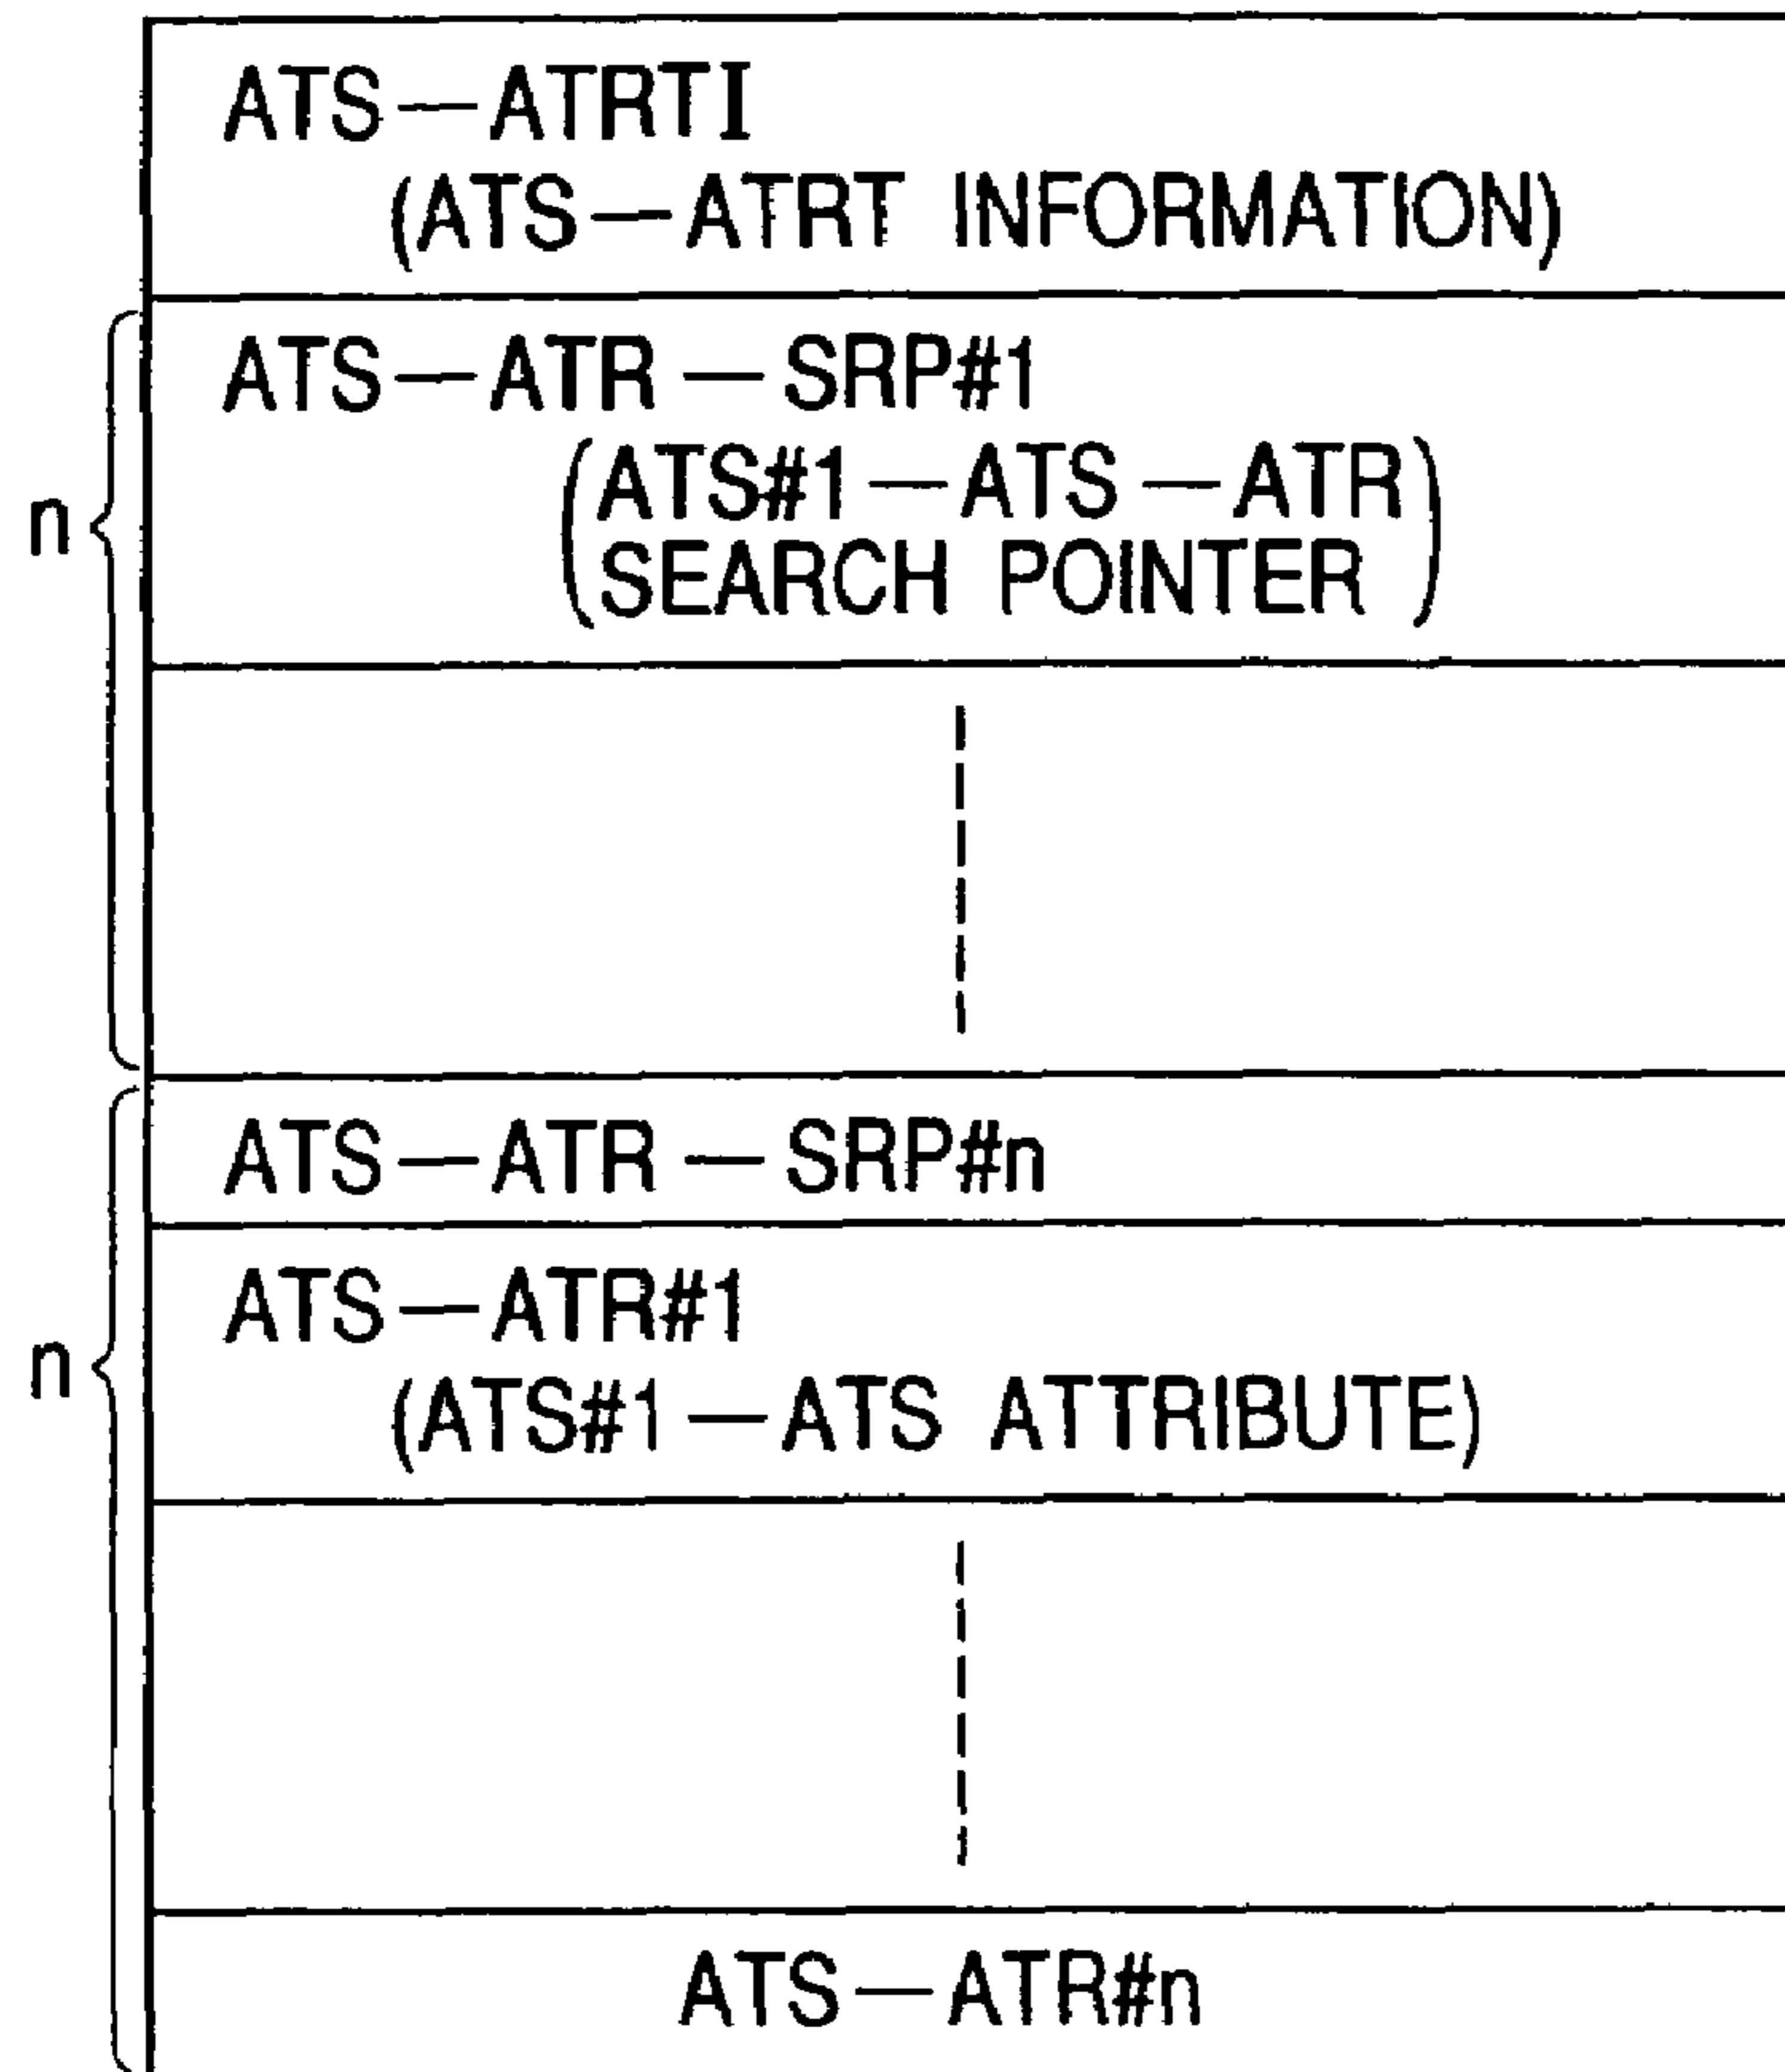 ATS—ATRTI
(ATS—ATRT INFORMATION)
n
ATS—ATR—SRP#1
(ATS#1—ATS—ATR
SEARCH POINTER)
ATS—ATR—SRP#n
n
ATS—ATR#1
(ATS#1—ATS ATTRIBUTE)
ATS—ATR#n